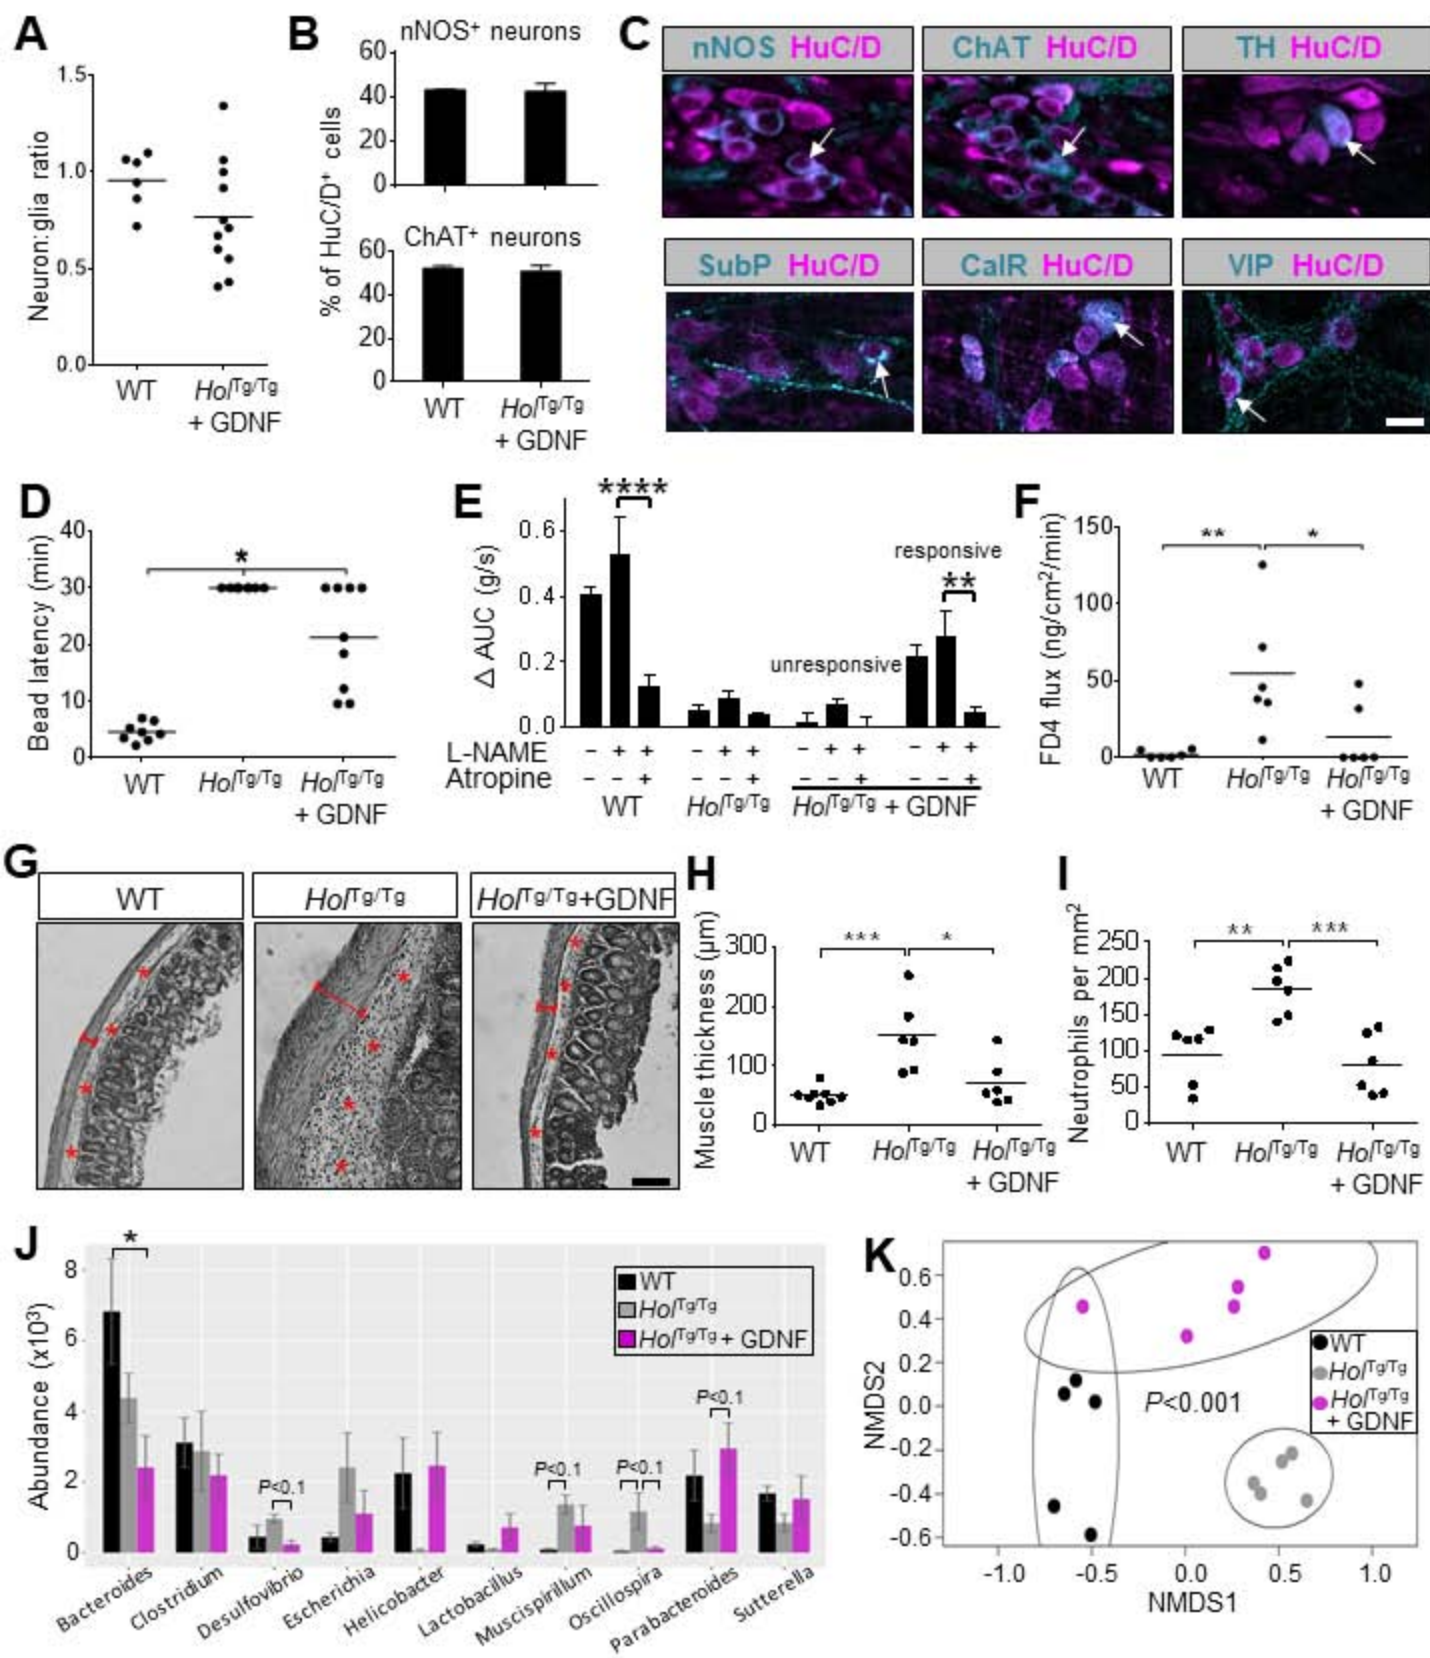 A
Neuron:glia ratio
1.5
1.0
0.5
0.0
WT
Hol^Tg/Tg
+ GDNF
B
% of HuC/D⁺ cells
nNOS⁺ neurons
60
40
20
0
ChAT⁺ neurons
60
40
20
0
WT
Hol^Tg/Tg
+ GDNF
C
nNOS HuC/D
ChAT HuC/D
TH HuC/D
SubP HuC/D
CalR HuC/D
VIP HuC/D
D
Bead latency (min)
40
30
20
10
0
*
WT
Hol^Tg/Tg
Hol^Tg/Tg
+ GDNF
E
Δ AUC (g/s)
0.6
0.4
0.2
0.0
****
unresponsive
responsive
**
L-NAME - + + - + + - + + - + +
Atropine - - + - - + - - + - - +
WT
Hol^Tg/Tg
Hol^Tg/Tg + GDNF
F
FD4 flux (ng/cm²/min)
150
100
50
0
** *
WT
Hol^Tg/Tg
Hol^Tg/Tg
+ GDNF
G
WT
Hol^Tg/Tg
Hol^Tg/Tg+GDNF
H
Muscle thickness (µm)
300
200
100
0
*** *
WT
Hol^Tg/Tg
Hol^Tg/Tg
+ GDNF
I
Neutrophils per mm²
250
200
150
100
50
0
** ***
WT
Hol^Tg/Tg
Hol^Tg/Tg
+ GDNF
J
Abundance (x10³)
8
6
4
2
0
*
P<0.1
P<0.1
P<0.1
P<0.1
WT
Hol^Tg/Tg
Hol^Tg/Tg + GDNF
Bacteroides
Clostridium
Desulfovibrio
Escherichia
Helicobacter
Lactobacillus
Muscispirillum
Oscillospira
Parabacteroides
Sutterella
K
NMDS2
0.6
0.4
0.2
0.0
-0.2
-0.4
-0.6
P<0.001
WT
Hol^Tg/Tg
Hol^Tg/Tg
+ GDNF
-1.0 -0.5 0.0 0.5 1.0
NMDS1